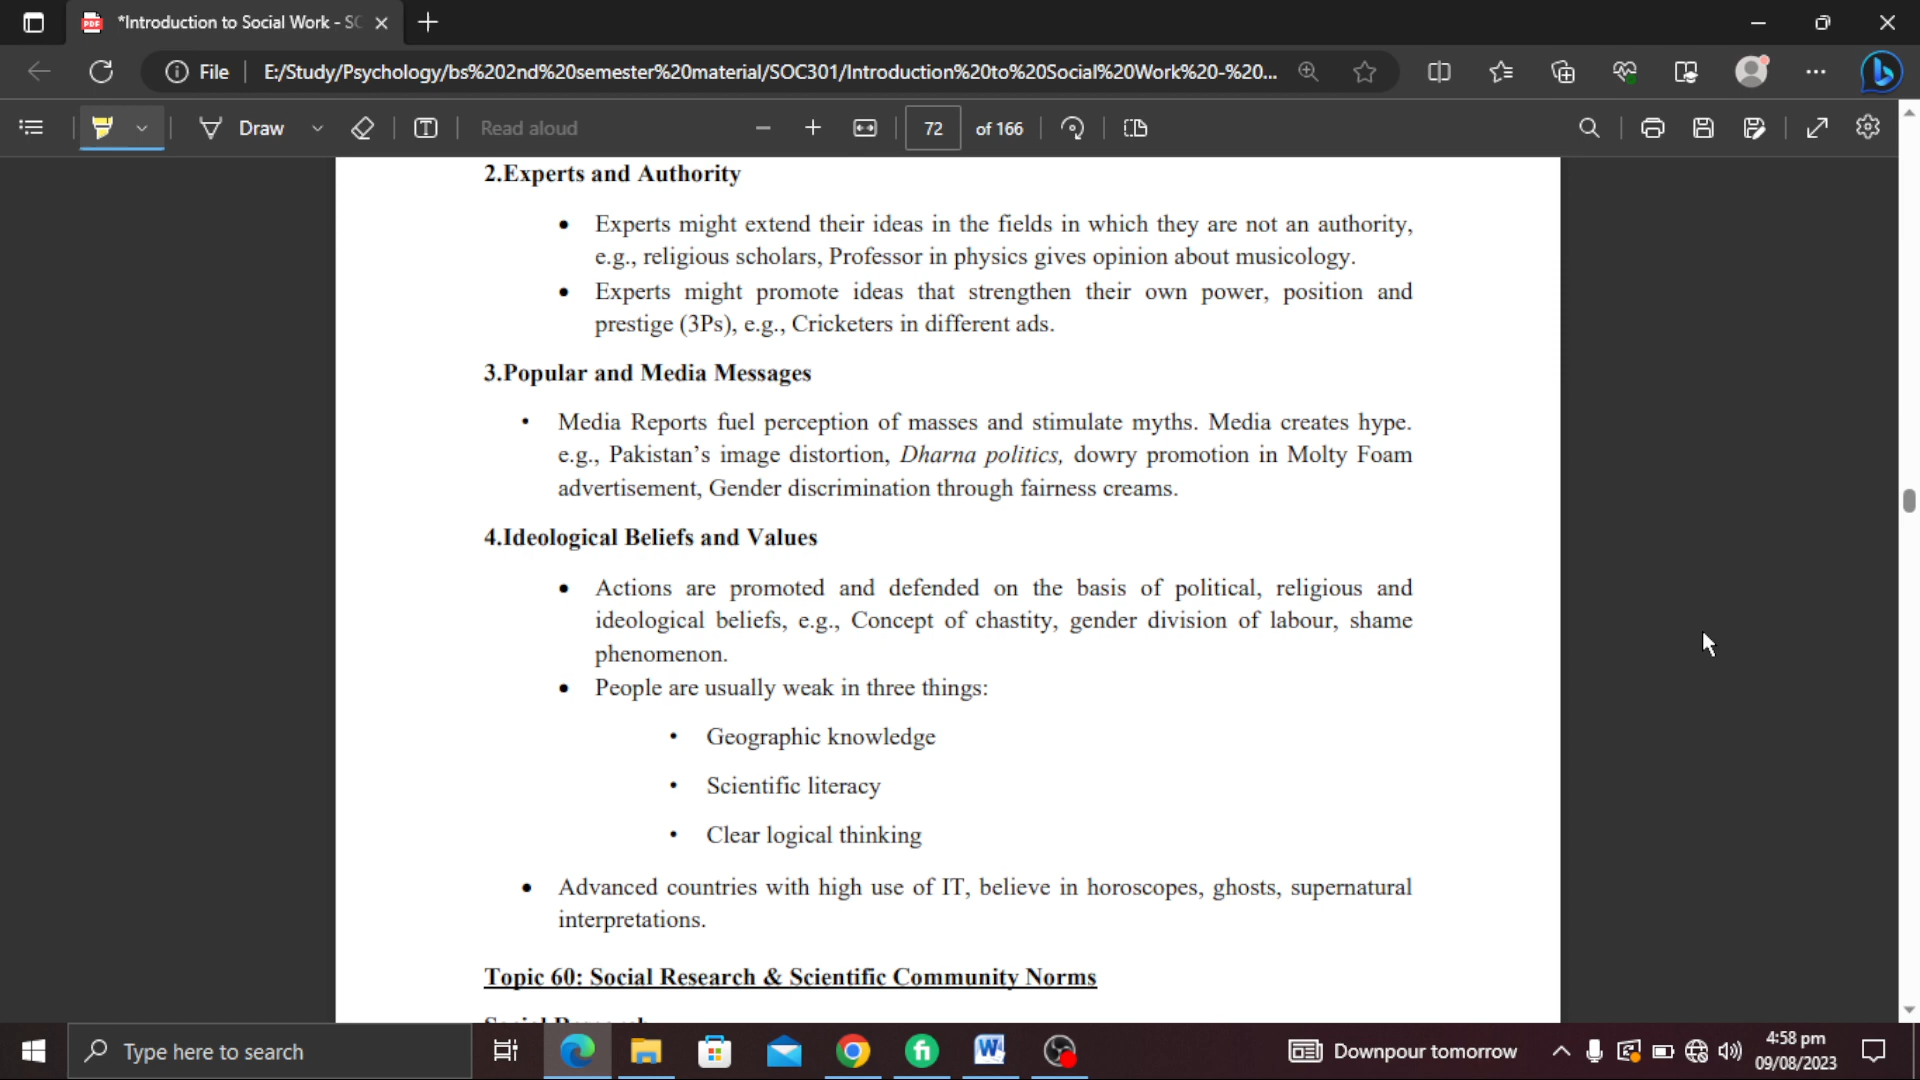 *Introduction to Social Work - SO
File
E:/Study/Psychology/bs%202nd%20semester%20material/SOC301/Introduction%20to%20Social%20Work%20-%20...
Draw
Read aloud
72
of 166
2.Experts and Authority
Experts might extend their ideas in the fields in which they are not an authority,
e.g., religious scholars, Professor in physics gives opinion about musicology.
Experts might promote ideas that strengthen their own power, position and
prestige (3Ps), e.g., Cricketers in different ads.
3.Popular and Media Messages
Media Reports fuel perception of masses and stimulate myths. Media creates hype.
e.g., Pakistan’s image distortion, Dharna politics, dowry promotion in Molty Foam
advertisement, Gender discrimination through fairness creams.
4.Ideological Beliefs and Values
Actions are promoted and defended on the basis of political, religious and
ideological beliefs, e.g., Concept of chastity, gender division of labour, shame
phenomenon.
People are usually weak in three things:
Geographic knowledge
Scientific literacy
Clear logical thinking
Advanced countries with high use of IT, believe in horoscopes, ghosts, supernatural
interpretations.
Topic 60: Social Research & Scientific Community Norms
Type here to search
Downpour tomorrow
4:58 pm
09/08/2023